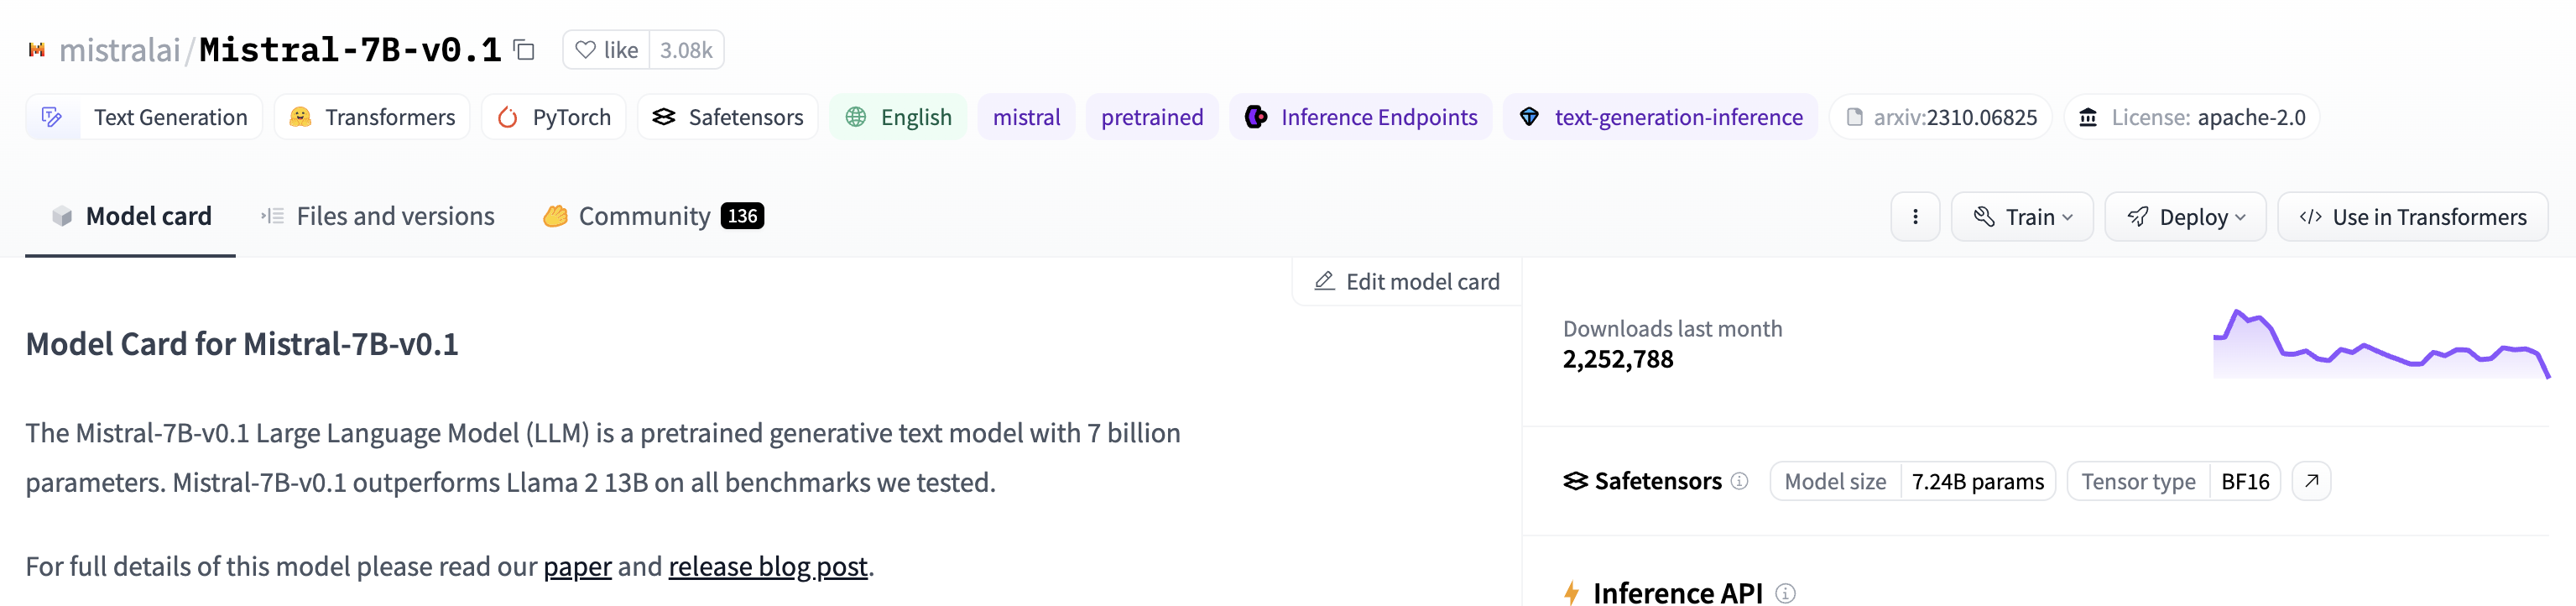 mistralai/Mistral-7B-v0.1 like 3.08k
Text Generation Transformers PyTorch Safetensors English mistral pretrained Inference Endpoints text-generation-inference arxiv:2310.06825 License: apache-2.0
Model card Files and versions Community 136 Train Deploy </> Use in Transformers
Edit model card
Model Card for Mistral-7B-v0.1
The Mistral-7B-v0.1 Large Language Model (LLM) is a pretrained generative text model with 7 billion
parameters. Mistral-7B-v0.1 outperforms Llama 2 13B on all benchmarks we tested.
For full details of this model please read our paper and release blog post.
Downloads last month
2,252,788
Safetensors Model size 7.24B params Tensor type BF16
Inference API